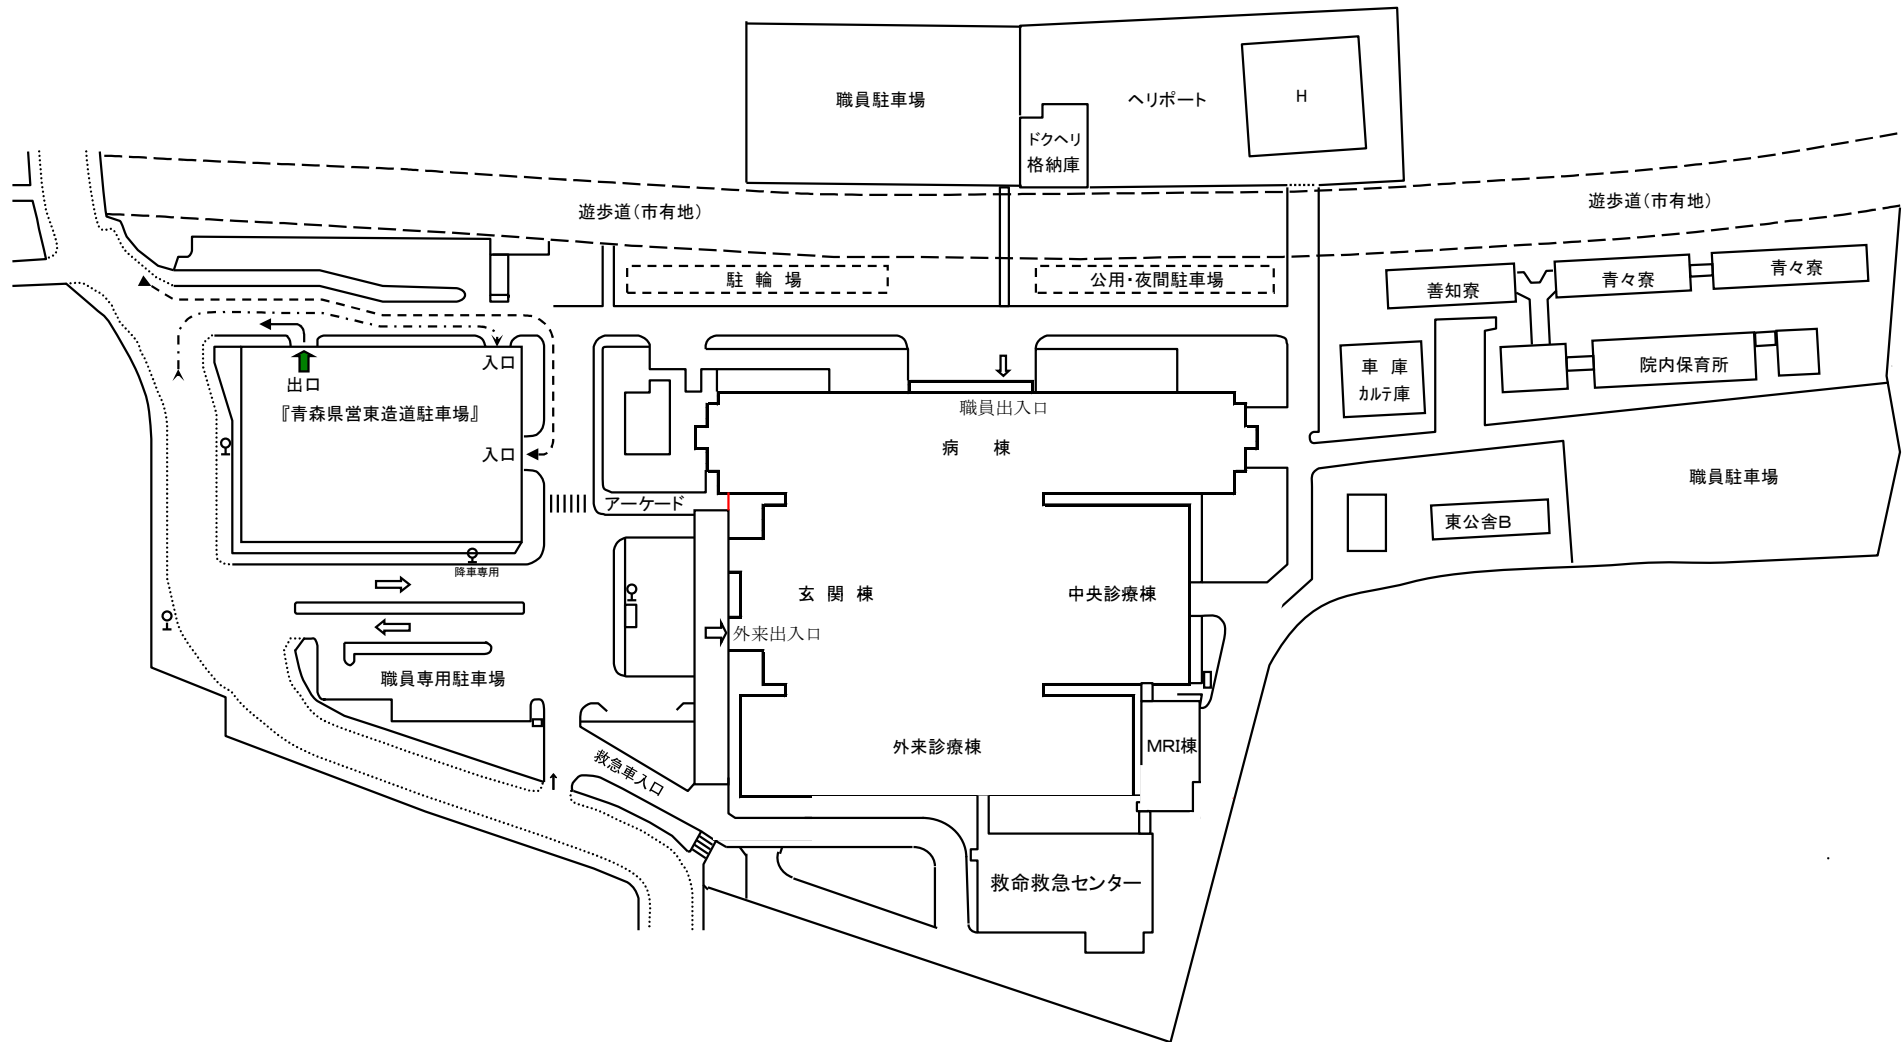 職員駐車場
ヘリポート
H
ドクヘリ
格納庫
遊歩道(市有地)
遊歩道(市有地)
駐輪場
公用・夜間駐車場
善知寮
青々寮
青々寮
入口
出口
『青森県営東造道駐車場』
入口
職員出入口
病棟
車庫
カルテ庫
院内保育所
職員駐車場
アーケード
東公舎B
降車専用
玄関棟
中央診療棟
外来出入口
職員専用駐車場
救急車入口
外来診療棟
MRI棟
救命救急センター